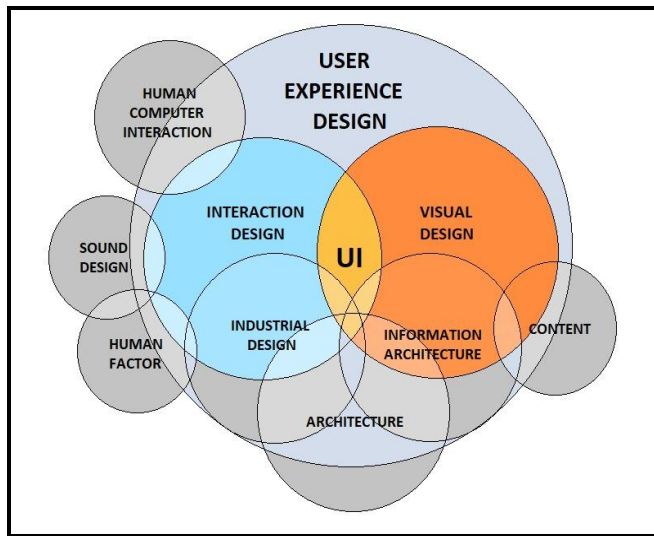 USER
EXPERIENCE
DESIGN
HUMAN
COMPUTER
INTERACTION
INTERACTION
DESIGN
VISUAL
DESIGN
SOUND
DESIGN
UI
INDUSTRIAL
DESIGN
INFORMATION
ARCHITECTURE
CONTENT
HUMAN
FACTOR
ARCHITECTURE